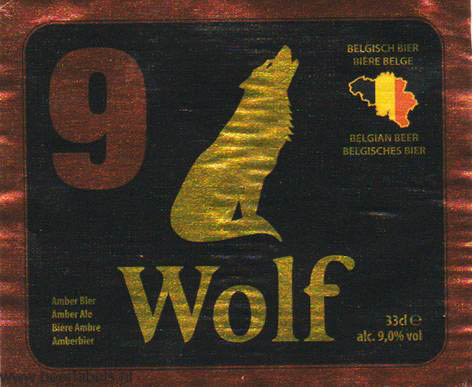 9
BELGISCH BIER
BIÈRE BELGE
BELGIAN BEER
BELGISCHES BIER
Wolf
Amber Bier
Amber Ale
Bière Ambre
Amberbier
33cl ℮
alc. 9,0% vol